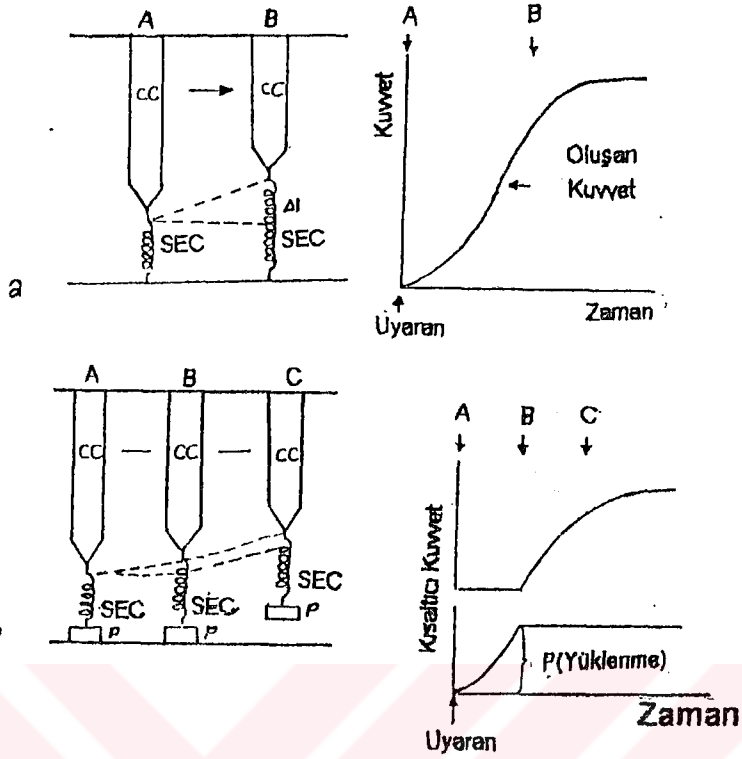 A B
CC → CC
Δl
SEC SEC
a
A B
Kuvvet
Oluşan
Kuvvet
Uyaran
Zaman
A B C
CC CC CC
SEC SEC SEC
P P P
A B C
Kısaltıcı Kuvvet
P(Yüklenme)
Zaman
Uyaran